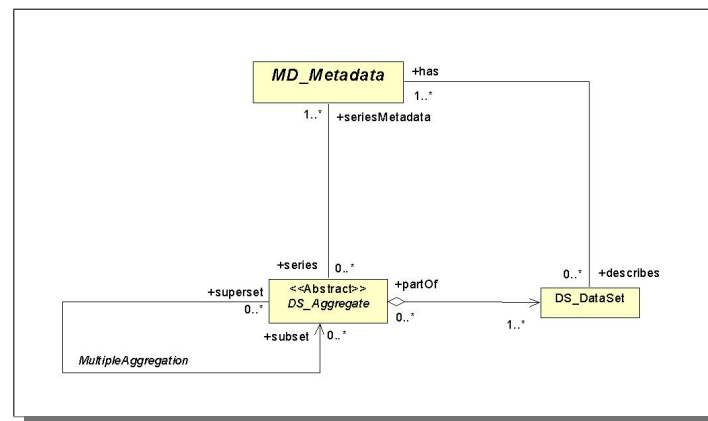 MD_Metadata
+has
1..*
1..*
+seriesMetadata
+series
0..*
0..*
+describes
+superset
0..*
<<Abstract>>
DS_Aggregate
+partOf
0..*
DS_DataSet
1..*
+subset
0..*
MultipleAggregation